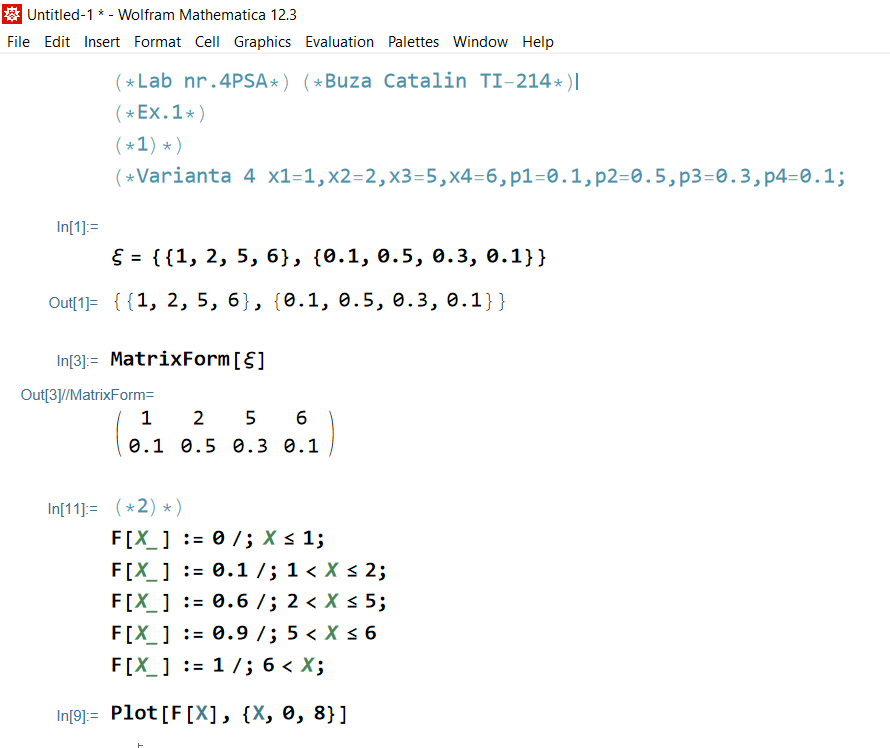 Untitled-1 * - Wolfram Mathematica 12.3
File Edit Insert Format Cell Graphics Evaluation Palettes Window Help
(*Lab nr.4PSA*) (*Buza Catalin TI-214*)
(*Ex.1*)
(*1)*)
(*Varianta 4 x1=1,x2=2,x3=5,x4=6,p1=0.1,p2=0.5,p3=0.3,p4=0.1;
In[1]:=
ξ = {{1, 2, 5, 6}, {0.1, 0.5, 0.3, 0.1}}
Out[1]= {{1, 2, 5, 6}, {0.1, 0.5, 0.3, 0.1}}
In[3]:= MatrixForm[ξ]
Out[3]//MatrixForm=
1 2 5 6
0.1 0.5 0.3 0.1
In[11]:= (*2)*)
F[X_] := 0 /; X ≤ 1;
F[X_] := 0.1 /; 1 < X ≤ 2;
F[X_] := 0.6 /; 2 < X ≤ 5;
F[X_] := 0.9 /; 5 < X ≤ 6
F[X_] := 1 /; 6 < X;
In[9]:= Plot[F[X], {X, 0, 8}]